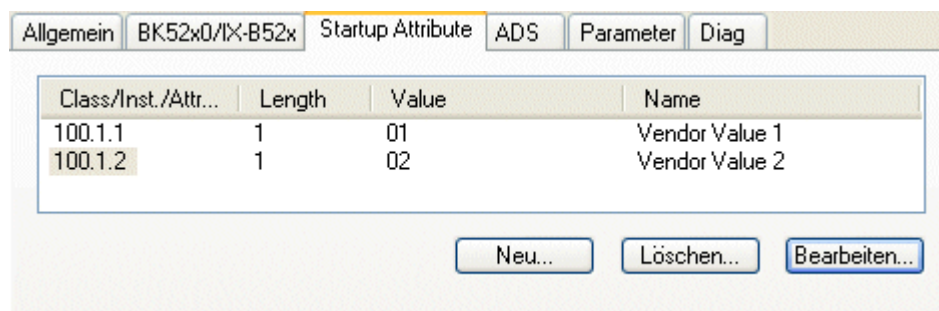 Allgemein BK52x0/IX-B52x Startup Attribute ADS Parameter Diag
Class/Inst./Attr... Length Value Name
100.1.1 1 01 Vendor Value 1
100.1.2 1 02 Vendor Value 2
Neu... Löschen... Bearbeiten...